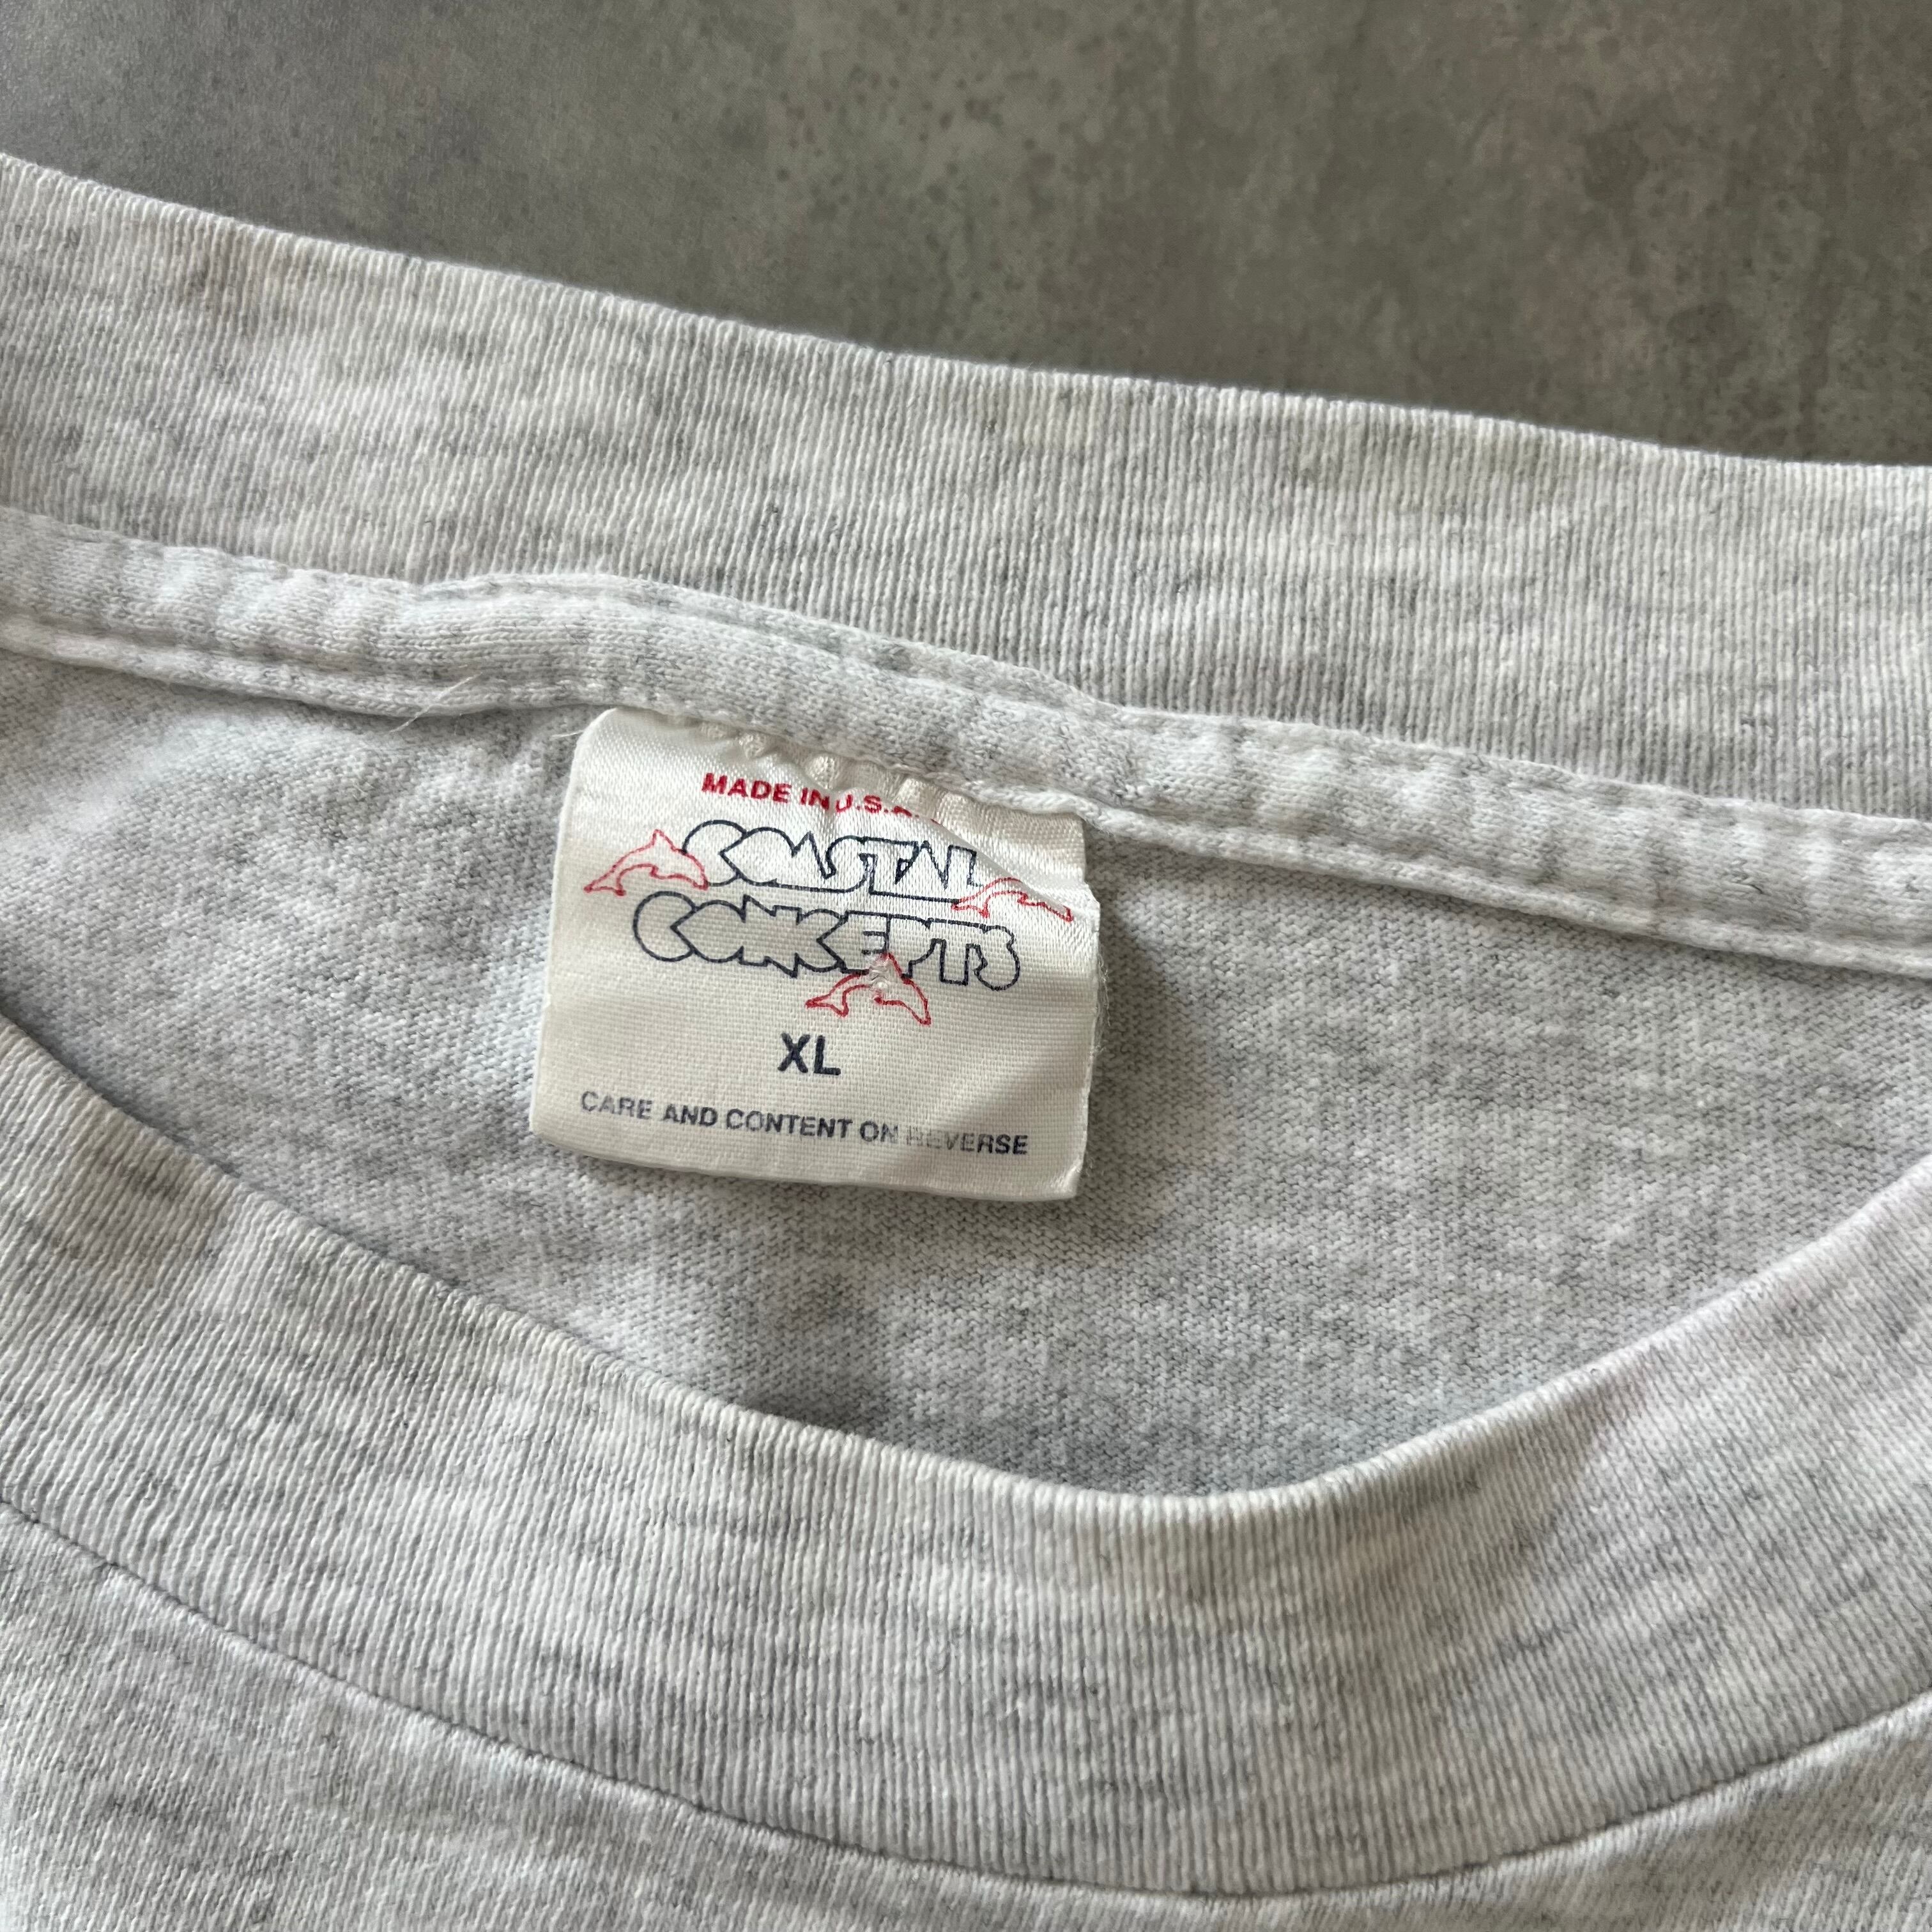 MADE IN U.S.A.
COASTAL
CONCEPTS
XL
CARE AND CONTENT ON REVERSE